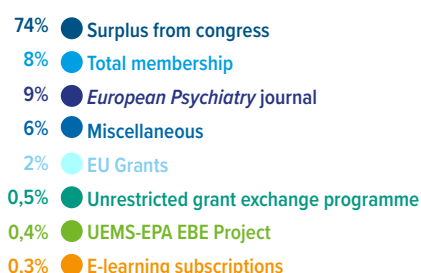 74% Surplus from congress
8% Total membership
9% European Psychiatry journal
6% Miscellaneous
2% EU Grants
0,5% Unrestricted grant exchange programme
0,4% UEMS-EPA EBE Project
0.3% E-learning subscriptions